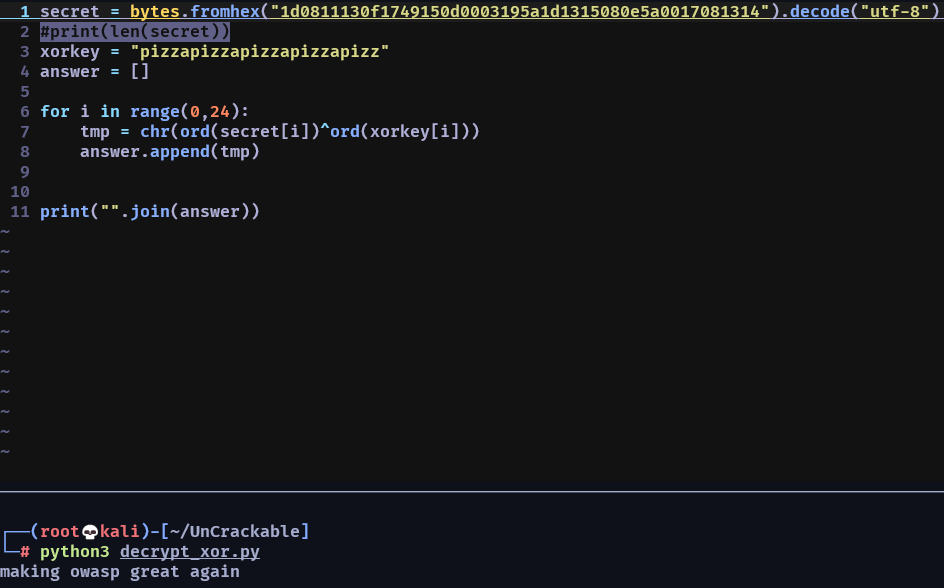 1 secret = bytes.fromhex("1d0811130f1749150d0003195a1d1315080e5a0017081314").decode("utf-8")
2 #print(len(secret))
3 xorkey = "pizzapizzapizzapizzapizz"
4 answer = []
5
6 for i in range(0,24):
7     tmp = chr(ord(secret[i])^ord(xorkey[i]))
8     answer.append(tmp)
9
10
11 print("".join(answer))
~
~
~
~
~
~
~
~
~
~
~
~
┌──(root💀kali)-[~/UnCrackable]
└─# python3 decrypt_xor.py
making owasp great again